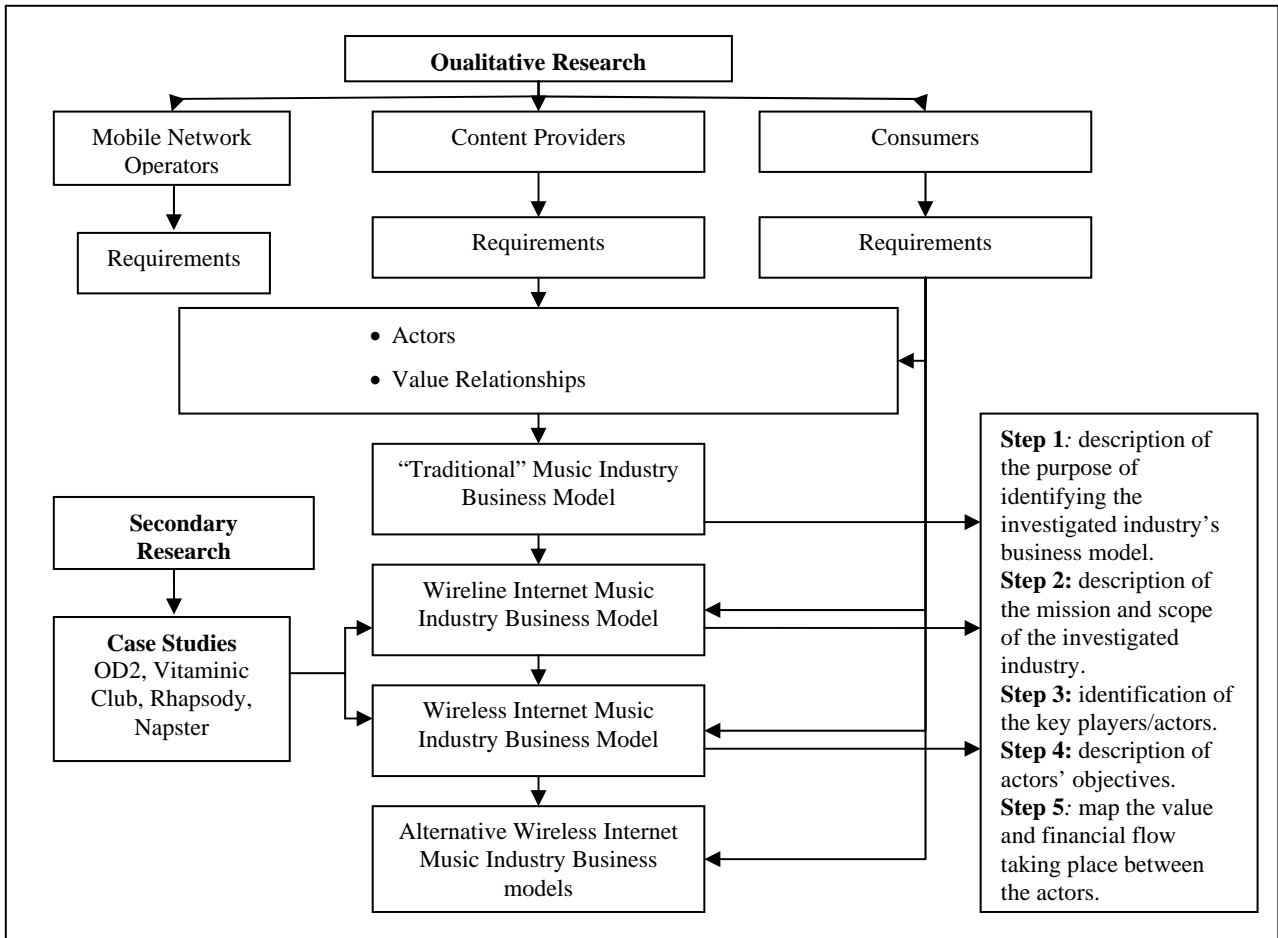 Qualitative Research
Mobile Network
Operators
Content Providers
Consumers
Requirements
Requirements
Requirements
• Actors
• Value Relationships
“Traditional” Music Industry
Business Model
Secondary
Research
Wireline Internet Music
Industry Business Model
Case Studies
OD2, Vitaminic
Club, Rhapsody,
Napster
Wireless Internet Music
Industry Business Model
Alternative Wireless Internet
Music Industry Business
models
Step 1: description of
the purpose of
identifying the
investigated industry’s
business model.
Step 2: description of
the mission and scope
of the investigated
industry.
Step 3: identification of
the key players/actors.
Step 4: description of
actors’ objectives.
Step 5: map the value
and financial flow
taking place between
the actors.